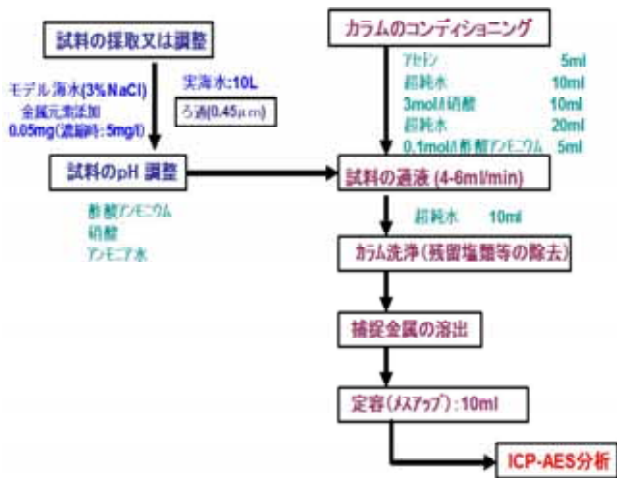 試料の採取又は調整
モデル海水(3%NaCl)
金属元素添加
0.05mg(濃縮時:5mg/l)
実海水:10L
ろ過(0.45μm)
試料のpH 調整
酢酸アンモニウム
硝酸
アンモニア水
カラムのコンディショニング
アセトン 5ml
超純水 10ml
3mol/l硝酸 10ml
超純水 20ml
0.1mol/l酢酸アンモニウム 5ml
試料の通液 (4-6ml/min)
超純水 10ml
カラム洗浄(残留塩類等の除去)
捕捉金属の溶出
定容(メスアップ):10ml
ICP-AES分析